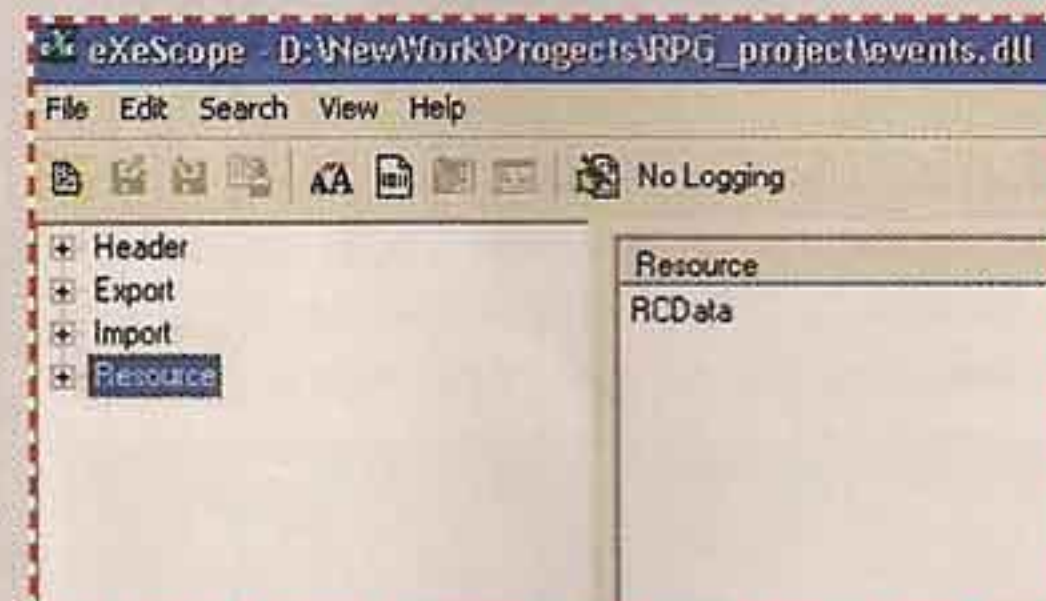 eXeScope - D:\NewWork\Progects\RPG_project\events.dll
File Edit Search View Help
No Logging
Header
Export
Import
Resource
Resource
RCData